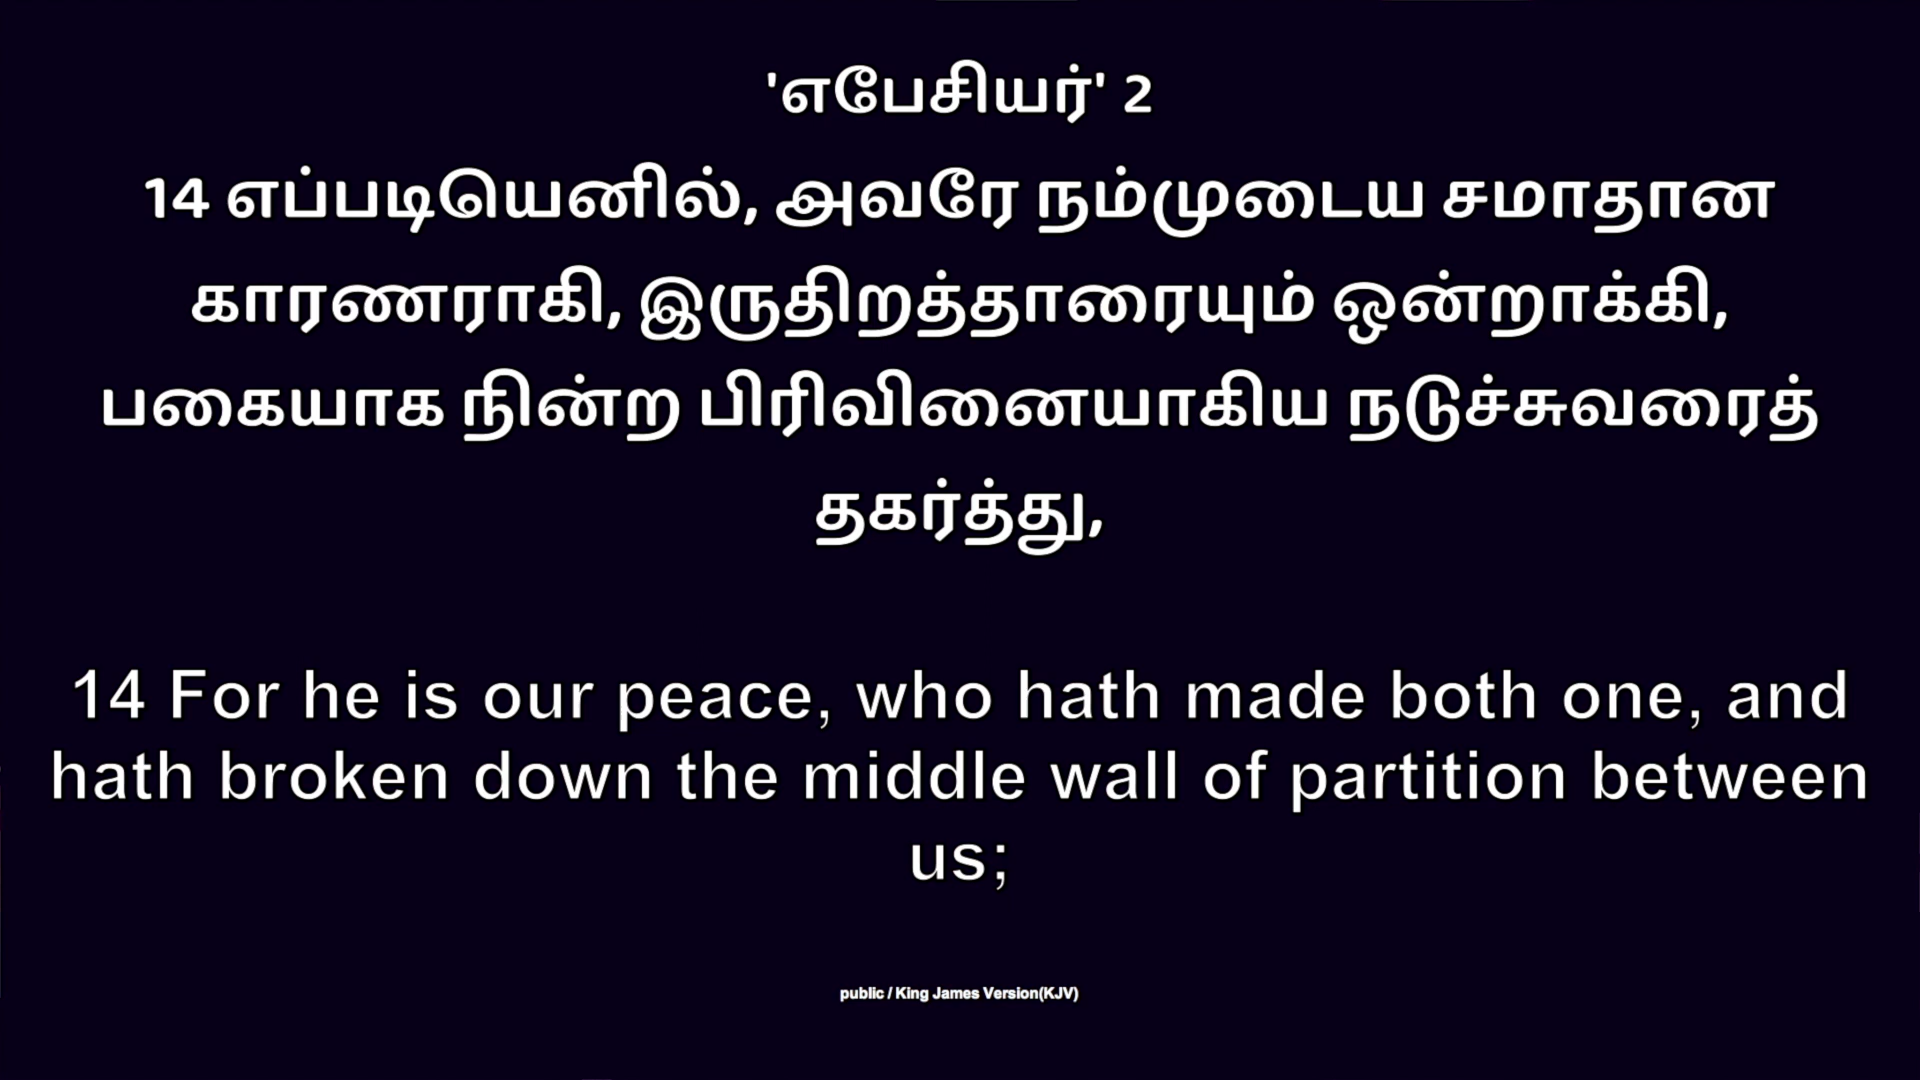 'எபேசியர்' 2
14 எப்படியெனில், அவரே நம்முடைய சமாதான
காரணராகி, இருதிறத்தாரையும் ஒன்றாக்கி,
பகையாக நின்ற பிரிவினையாகிய நடுச்சுவரைத்
தகர்த்து,
14 For he is our peace, who hath made both one, and
hath broken down the middle wall of partition between
us;
public / King James Version(KJV)